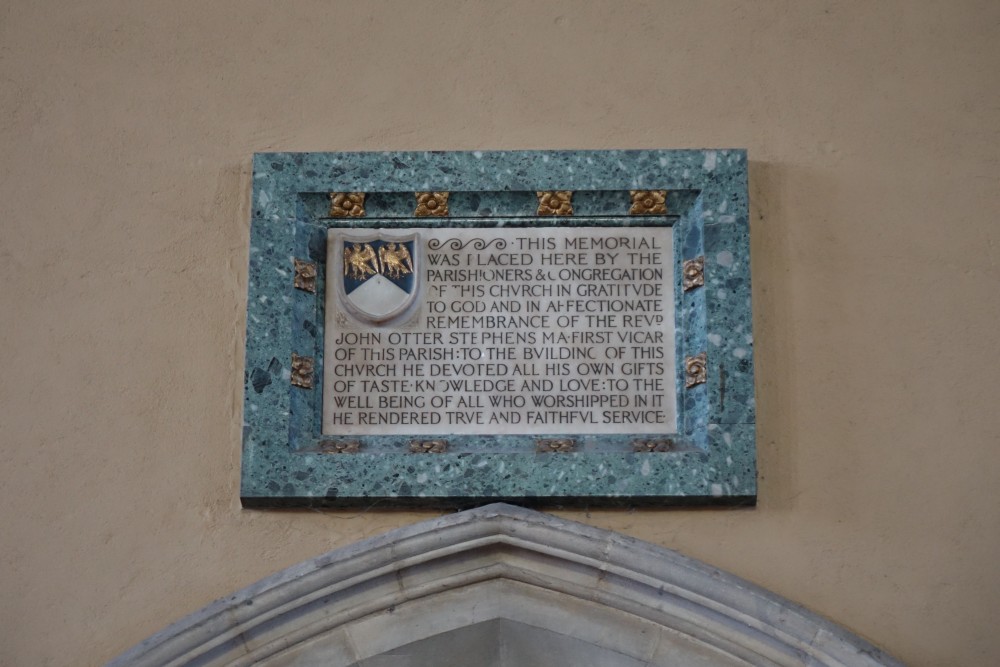 THIS MEMORIAL
WAS PLACED HERE BY THE
PARISHIONERS & CONGREGATION
OF THIS CHVRCH IN GRATITVDE
TO GOD AND IN AFFECTIONATE
REMEMBRANCE OF THE REVD
JOHN OTTER STEPHENS MA·FIRST VICAR
OF THIS PARISH:TO THE BVILDING OF THIS
CHVRCH HE DEVOTED ALL HIS OWN GIFTS
OF TASTE·KNOWLEDGE AND LOVE:TO THE
WELL BEING OF ALL WHO WORSHIPPED IN IT
HE RENDERED TRVE AND FAITHFVL SERVICE: